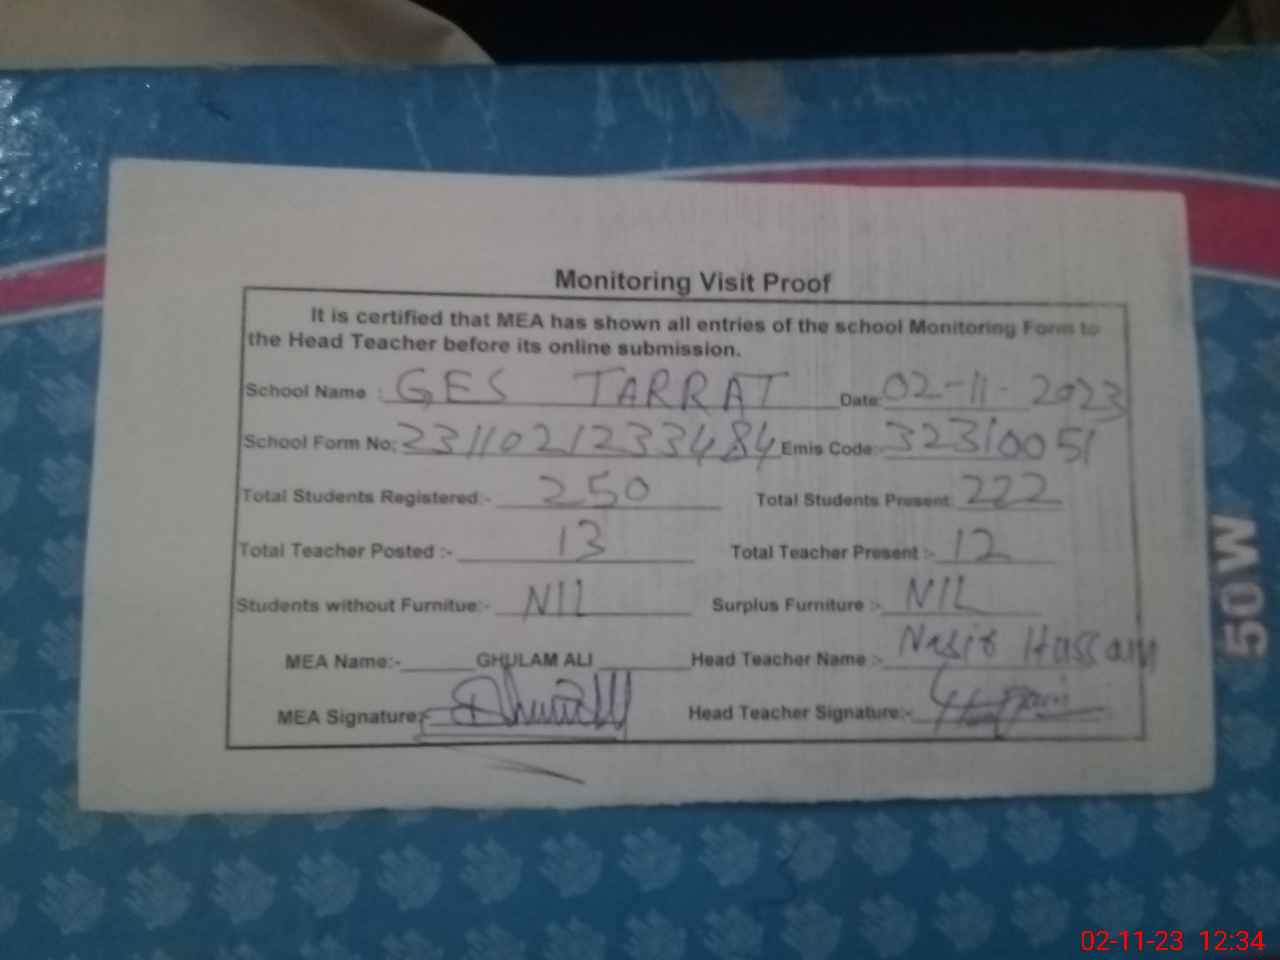 Monitoring Visit Proof
It is certified that MEA has shown all entries of the school Monitoring Form to
the Head Teacher before its online submission.
School Name : GES TARRAT Date: 02-11-2023
School Form No: 23110212333484 Emis Code:- 32310051
Total Students Registered:- 250 Total Students Present: 222
Total Teacher Posted :- 13 Total Teacher Present :- 12
Students without Furnitue:- NIL Surplus Furniture :- NIL
MEA Name:- GHULAM ALI Head Teacher Name :- Hassan
MEA Signature:- Head Teacher Signature:-
50W
02-11-23 12:34